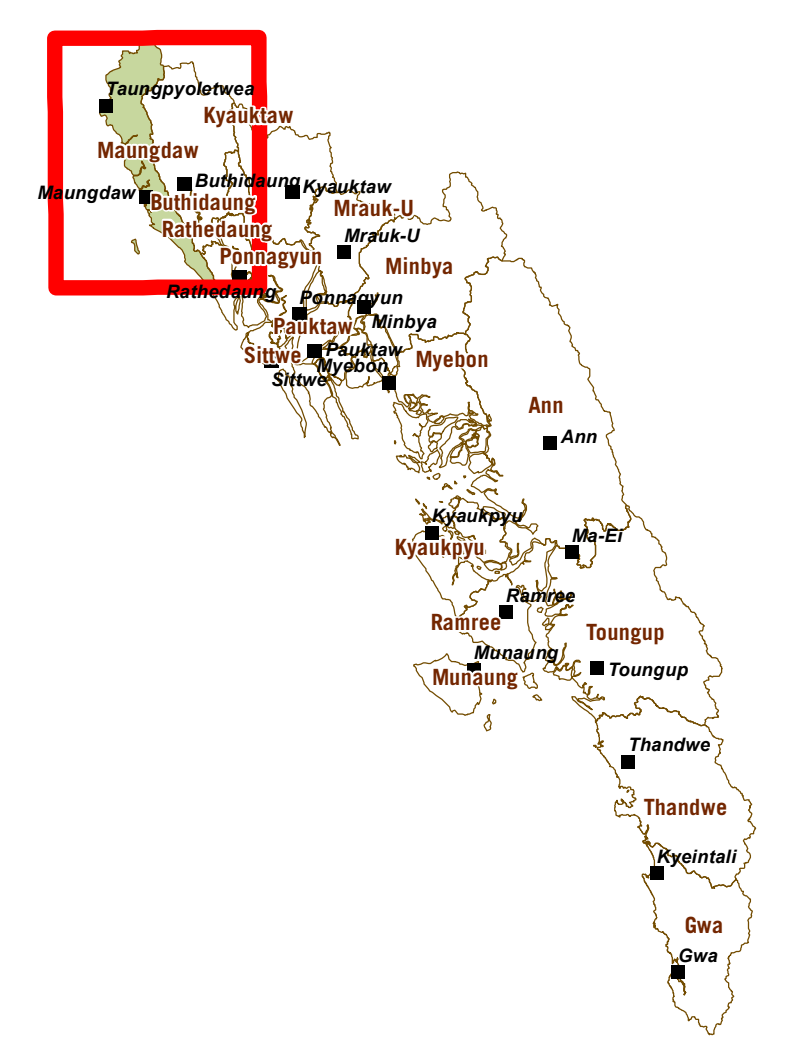 Taungpyoletwea
Kyauktaw
Maungdaw
Buthidaung
Kyauktaw
Maungdaw
Buthidaung
Mrauk-U
Rathedaung
Mrauk-U
Ponnagyun
Minbya
Rathedaung
Ponnagyun
Minbya
Pauktaw
Pauktaw
Sittwe
Myebon
Myebon
Sittwe
Ann
Ann
Kyaukpyu
Ma-Ei
Kyaukpyu
Ramree
Ramree
Toungup
Munaung
Toungup
Munaung
Thandwe
Thandwe
Kyeintali
Gwa
Gwa